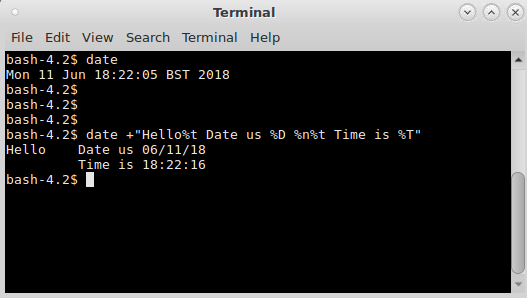 Terminal
File Edit View Search Terminal Help
bash-4.2$ date
Mon 11 Jun 18:22:05 BST 2018
bash-4.2$
bash-4.2$
bash-4.2$
bash-4.2$ date +"Hello%t Date us %D %n%t Time is %T"
Hello    Date us 06/11/18
         Time is 18:22:16
bash-4.2$